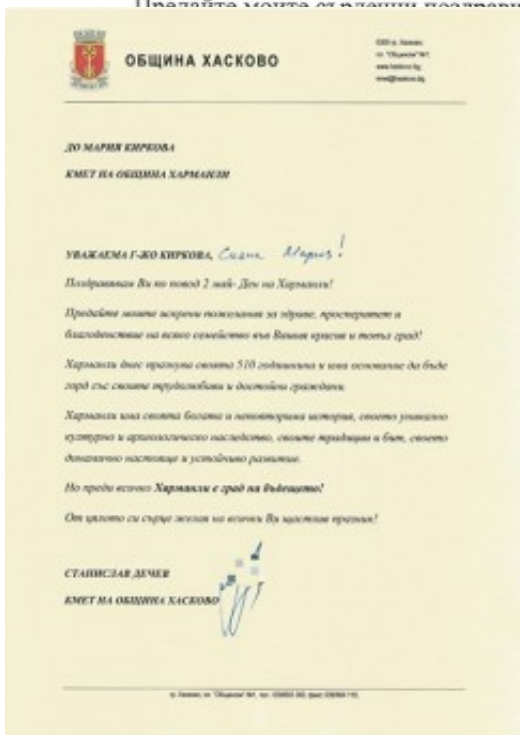 Предайте моите сърдечни поздрави
ОБЩИНА ХАСКОВО
ДО МАРИЯ КИРКОВА
КМЕТ НА ОБЩИНА ХАРМАНЛИ
УВАЖАЕМА Г-ЖО КИРКОВА,
Поздравявам Ви по повод 2 май- Ден на Харманли!
Предайте моите искрени пожелания за здраве, просперитет и
благоденствие на всяко семейство във Вашия красив и топъл град!
Харманли днес празнува своята 510 годишнина и има основание да бъде
горд със своите трудолюбиви и достойни граждани.
Харманли има своята богата и неповторима история, своето уникално
културно и археологическо наследство, своите традиции и бит, своето
динамично настояще и устойчиво развитие.
Но преди всичко Харманли е град на бъдещето!
От цялото си сърце желая на всички Ви щастлив празник!
СТАНИСЛАВ ДЕЧЕВ
КМЕТ НА ОБЩИНА ХАСКОВО